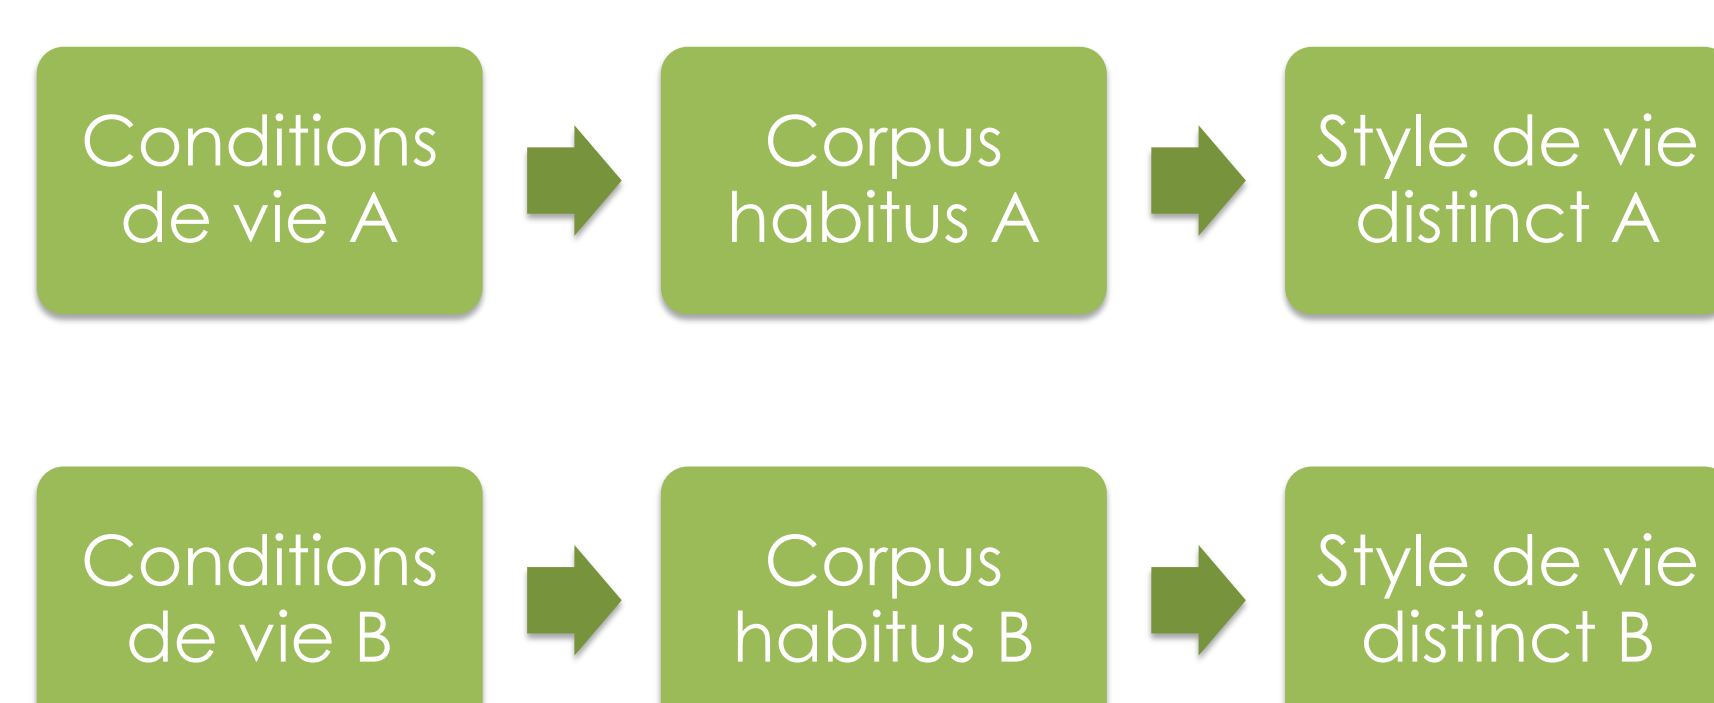 Conditions
de vie A
Corpus
habitus A
Style de vie
distinct A
Conditions
de vie B
Corpus
habitus B
Style de vie
distinct B